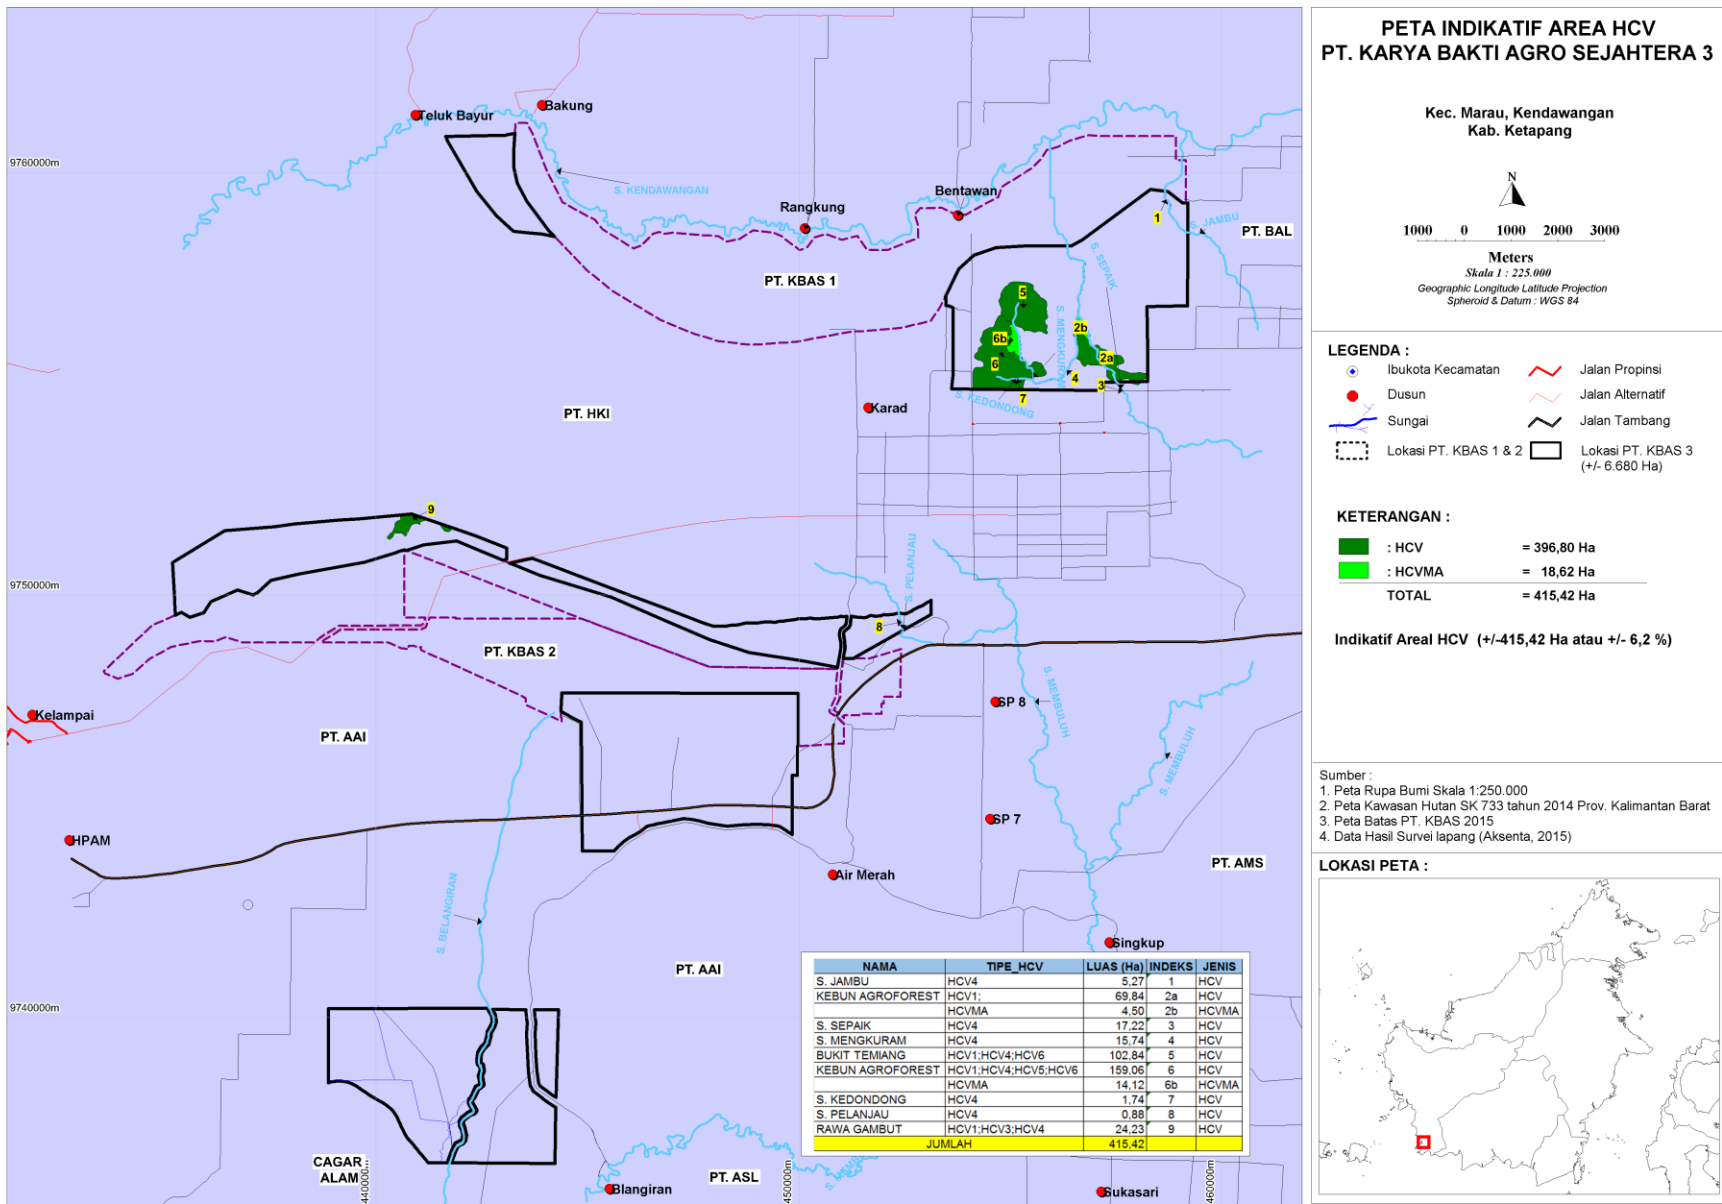 PETA INDIKATIF AREA HCV
PT. KARYA BAKTI AGRO SEJAHTERA 3
Kec. Marau, Kendawangan
Kab. Ketapang
N
1000 0 1000 2000 3000
Meters
Skala 1 : 225.000
Geographic Longitude Latitude Projection
Spheroid & Datum : WGS 84
LEGENDA :
Ibukota Kecamatan
Jalan Propinsi
Dusun
Jalan Alternatif
Sungai
Jalan Tambang
Lokasi PT. KBAS 1 & 2
Lokasi PT. KBAS 3
(+/- 6.680 Ha)
KETERANGAN :
: HCV = 396,80 Ha
: HCVMA = 18,62 Ha
TOTAL = 415,42 Ha
Indikatif Areal HCV (+/-415,42 Ha atau +/- 6,2 %)
Sumber :
1. Peta Rupa Bumi Skala 1:250.000
2. Peta Kawasan Hutan SK 733 tahun 2014 Prov. Kalimantan Barat
3. Peta Batas PT. KBAS 2015
4. Data Hasil Survei lapang (Aksenta, 2015)
LOKASI PETA :
Bakung
Teluk Bayur
9760000m
S. KENDAWANGAN
Bentawan
Rangkung
1
S. JAMBU
PT. BAL
S. SEPAIK
PT. KBAS 1
5
S. MENGKURAM
2b
6b
2a
6
4
3
7
S. KEDONDONG
Karad
PT. HKI
9
S. PELANJAU
9750000m
8
PT. KBAS 2
S. MEMBULUH
SP 8
Kelampai
PT. AAI
S. MEMBULUH
SP 7
HPAM
PT. AMS
Air Merah
S. BELANGIRAN
Singkup
PT. AAI
9740000m
NAMA TIPE_HCV LUAS (Ha) INDEKS JENIS
S. JAMBU HCV4 5,27 1 HCV
KEBUN AGROFOREST HCV1; 69,84 2a HCV
HCVMA 4,50 2b HCVMA
S. SEPAIK HCV4 17,22 3 HCV
S. MENGKURAM HCV4 15,74 4 HCV
BUKIT TEMIANG HCV1;HCV4;HCV6 102,84 5 HCV
KEBUN AGROFOREST HCV1;HCV4;HCV5;HCV6 159,06 6 HCV
HCVMA 14,12 6b HCVMA
S. KEDONDONG HCV4 1,74 7 HCV
S. PELANJAU HCV4 0,88 8 HCV
RAWA GAMBUT HCV1;HCV3;HCV4 24,23 9 HCV
JUMLAH 415,42
CAGAR
ALAM
PT. ASL
Blangiran
Sukasari